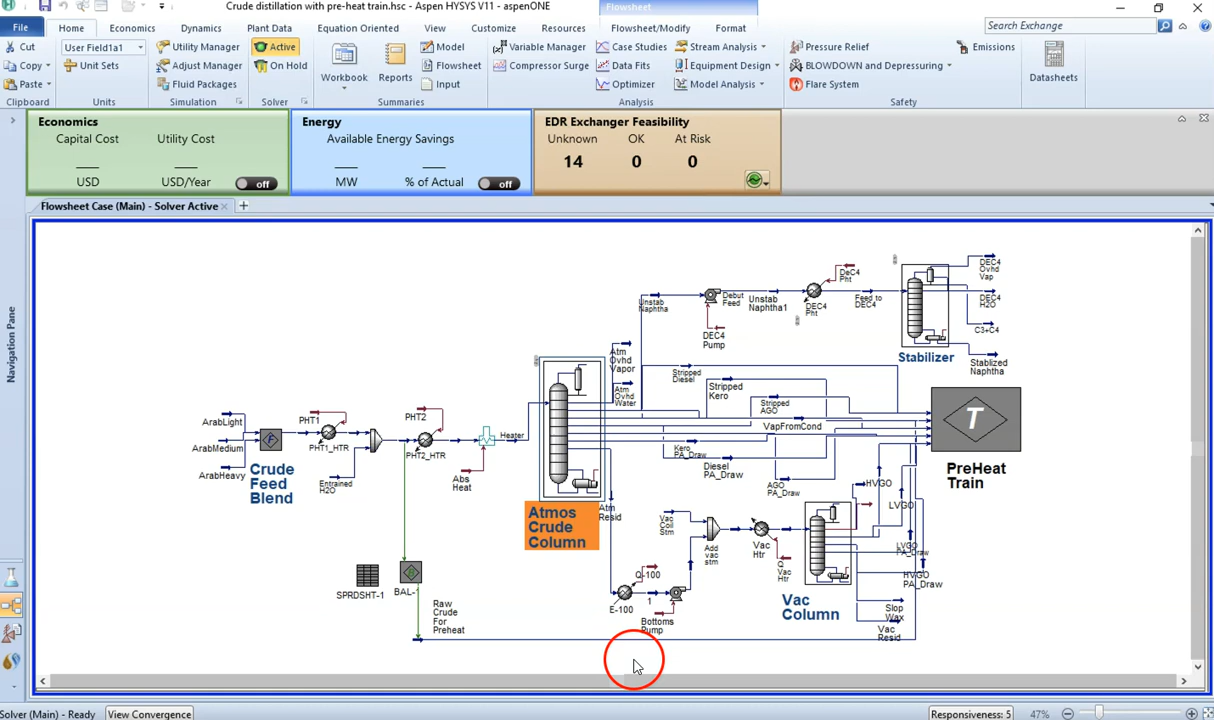 Crude distillation with pre-heat train.hsc - Aspen HYSYS V11 - aspenONE
Flowsheet
File Home Economics Dynamics Plant Data Equation Oriented View Customize Resources Flowsheet/Modify Format
Search Exchange
Cut
Copy
Paste
Clipboard
User Field1a1
Unit Sets
Units
Utility Manager
Adjust Manager
Fluid Packages
Simulation
Active
On Hold
Solver
Workbook
Reports
Model
Flowsheet
Input
Summaries
Variable Manager
Compressor Surge
Case Studies
Data Fits
Optimizer
Stream Analysis
Equipment Design
Model Analysis
Analysis
Pressure Relief
BLOWDOWN and Depressuring
Flare System
Safety
Emissions
Datasheets
Economics
Capital Cost Utility Cost
USD USD/Year off
Energy
Available Energy Savings
MW % of Actual off
EDR Exchanger Feasibility
Unknown OK At Risk
14 0 0
Flowsheet Case (Main) - Solver Active
Navigation Pane
ArabLight
ArabMedium
ArabHeavy
F
Crude
Feed
Blend
PHT1
PHT1_HTR
Entrained
H2O
PHT2
PHT2_HTR
Abs
Heat
Heater
Atmos
Crude
Column
Atm
Ovhd
Vapor
Atm
Ovhd
Water
Atm
Resid
Unstab
Naphtha
Debut
Feed
DEC4
Pump
Unstab
Naphtha1
DeC4
Pht
DEC4
Pht
Feed to
DEC4
Stabilizer
DEC4
Ovhd
Vap
DEC4
H2O
C3+C4
Stablized
Naphtha
Stripped
Diesel
Stripped
Kero
Stripped
AGO
VapFromCond
Kero
PA_Draw
Diesel
PA_Draw
AGO
PA_Draw
T
PreHeat
Train
HVGO
LVGO
LVGO
PA_Draw
HVGO
PA_Draw
Vac
Coil
Stm
Add
vac
stm
Vac
Htr
Q
Vac
Htr
Vac
Column
Slop
Wax
Vac
Resid
Q-100
E-100
1
Bottoms
Pump
SPRDSHT-1
BAL-1
Raw
Crude
For
Preheat
Solver (Main) - Ready View Convergence Responsiveness: 5 47%